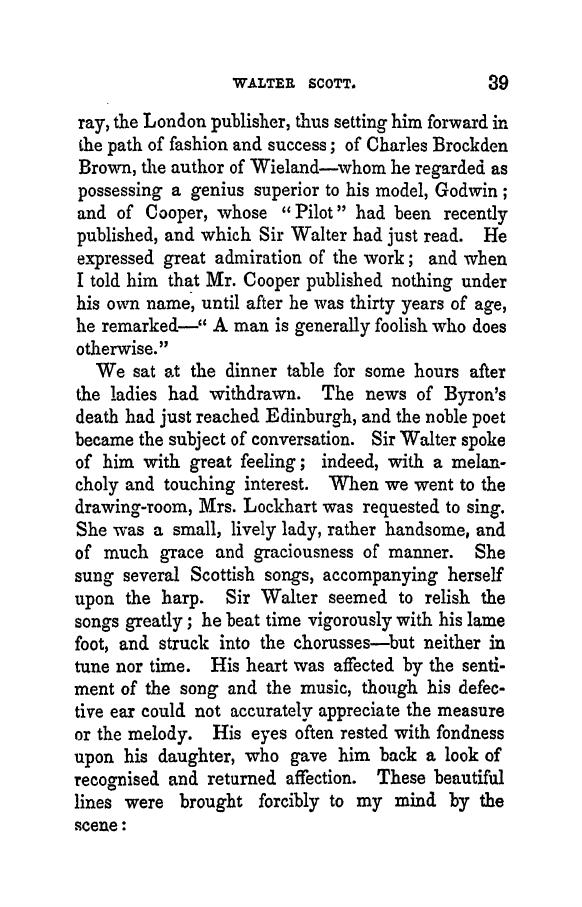 WALTER SCOTT. 39
ray, the London publisher, thus setting him forward in
the path of fashion and success; of Charles Brockden
Brown, the author of Wieland—whom he regarded as
possessing a genius superior to his model, Godwin;
and of Cooper, whose "Pilot" had been recently
published, and which Sir Walter had just read. He
expressed great admiration of the work; and when
I told him that Mr. Cooper published nothing under
his own name, until after he was thirty years of age,
he remarked—" A man is generally foolish who does
otherwise."
We sat at the dinner table for some hours after
the ladies had withdrawn. The news of Byron's
death had just reached Edinburgh, and the noble poet
became the subject of conversation. Sir Walter spoke
of him with great feeling; indeed, with a melan-
choly and touching interest. When we went to the
drawing-room, Mrs. Lockhart was requested to sing.
She was a small, lively lady, rather handsome, and
of much grace and graciousness of manner. She
sung several Scottish songs, accompanying herself
upon the harp. Sir Walter seemed to relish the
songs greatly; he beat time vigorously with his lame
foot, and struck into the chorusses—but neither in
tune nor time. His heart was affected by the senti-
ment of the song and the music, though his defec-
tive ear could not accurately appreciate the measure
or the melody. His eyes often rested with fondness
upon his daughter, who gave him back a look of
recognised and returned affection. These beautiful
lines were brought forcibly to my mind by the
scene: